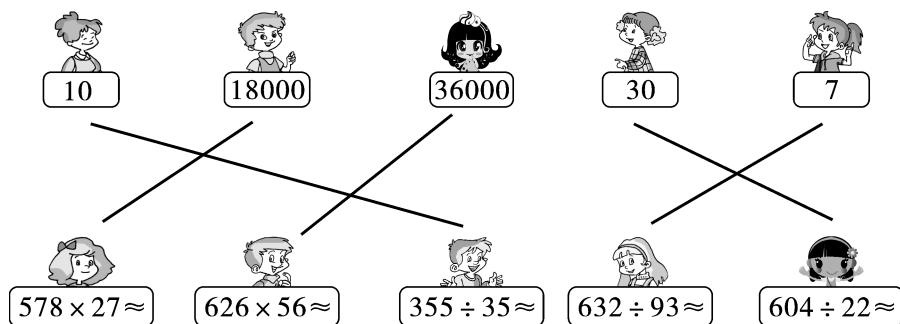 10 18000 36000 30 7
578 × 27 ≈ 626 × 56 ≈ 355 ÷ 35 ≈ 632 ÷ 93 ≈ 604 ÷ 22 ≈